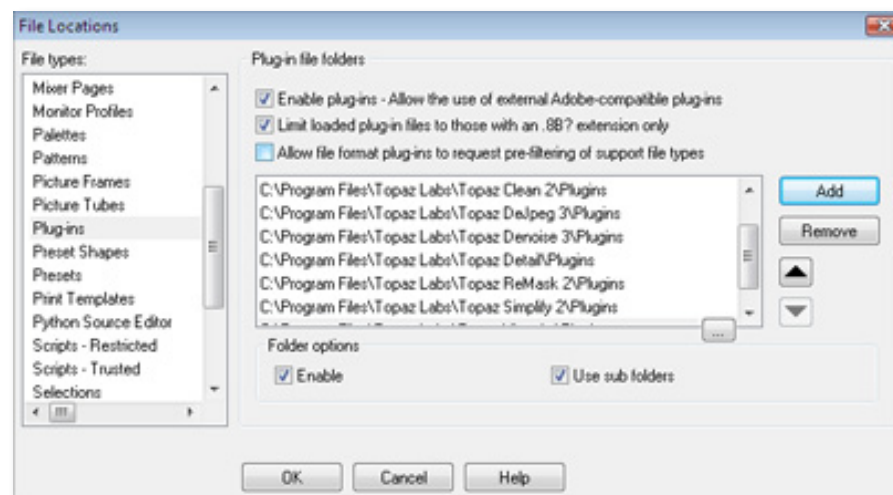 File Locations
File types:
Mixer Pages
Monitor Profiles
Palettes
Patterns
Picture Frames
Picture Tubes
Plug-ins
Preset Shapes
Presets
Print Templates
Python Source Editor
Scripts - Restricted
Scripts - Trusted
Selections
Plug-in file folders
Enable plug-ins - Allow the use of external Adobe-compatible plug-ins
Limit loaded plug-in files to those with an .8B? extension only
Allow file format plug-ins to request pre-filtering of support file types
C:\Program Files\Topaz Labs\Topaz Clean 2\Plugins
C:\Program Files\Topaz Labs\Topaz DeJpeg 3\Plugins
C:\Program Files\Topaz Labs\Topaz Denoise 3\Plugins
C:\Program Files\Topaz Labs\Topaz Detail\Plugins
C:\Program Files\Topaz Labs\Topaz ReMask 2\Plugins
C:\Program Files\Topaz Labs\Topaz Simplify 2\Plugins
...
Add
Remove
Folder options
Enable
Use sub folders
OK
Cancel
Help